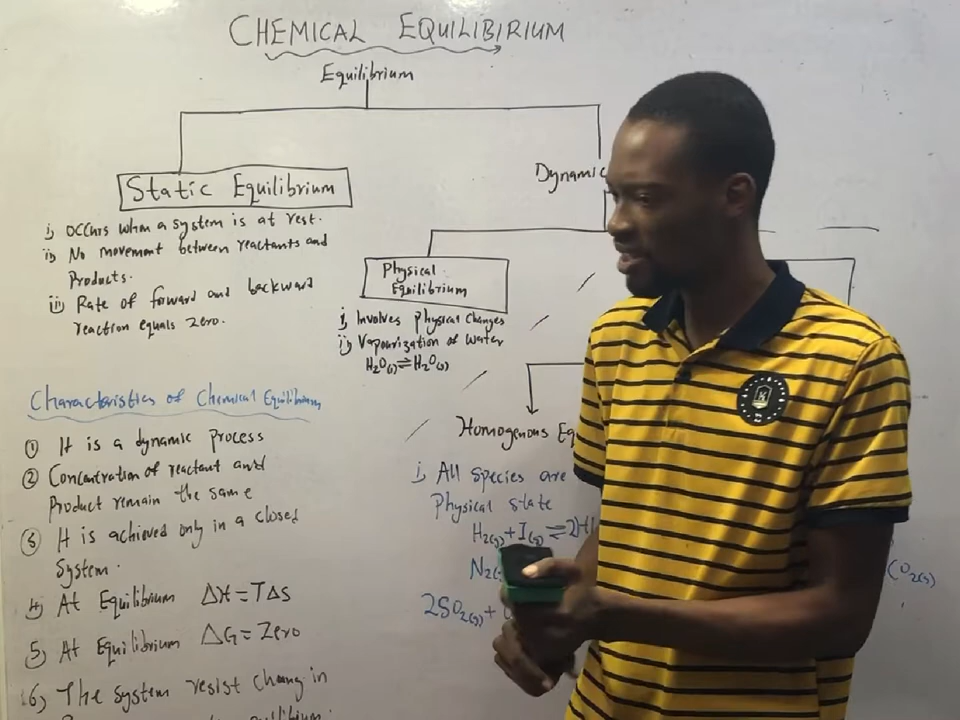 CHEMICAL EQUILIBIRIUM
Equilibrium
Static Equilibrium
i) Occurs when a system is at rest.
ii) No movement between reactants and
Products.
iii) Rate of forward and backward
reaction equals zero.
Dynamic
Physical
Equilibrium
i) Involves Physical Changes
ii) Vapourization of Water
H₂O ⇌ H₂O
Characteristics of Chemical Equilibrium
① It is a dynamic process
② Concentration of reactant and
Product remain the same
③ It is achieved only in a closed
System.
4) At Equilibrium ΔH = TΔS
5) At Equilibrium ΔG = Zero
6) The System resist change in
Homogenous Eq
i) All Species are
Physical state
H₂(g) + I(g) ⇌ 2H
N₂
2SO₂(g) +
CO₂(g)
K